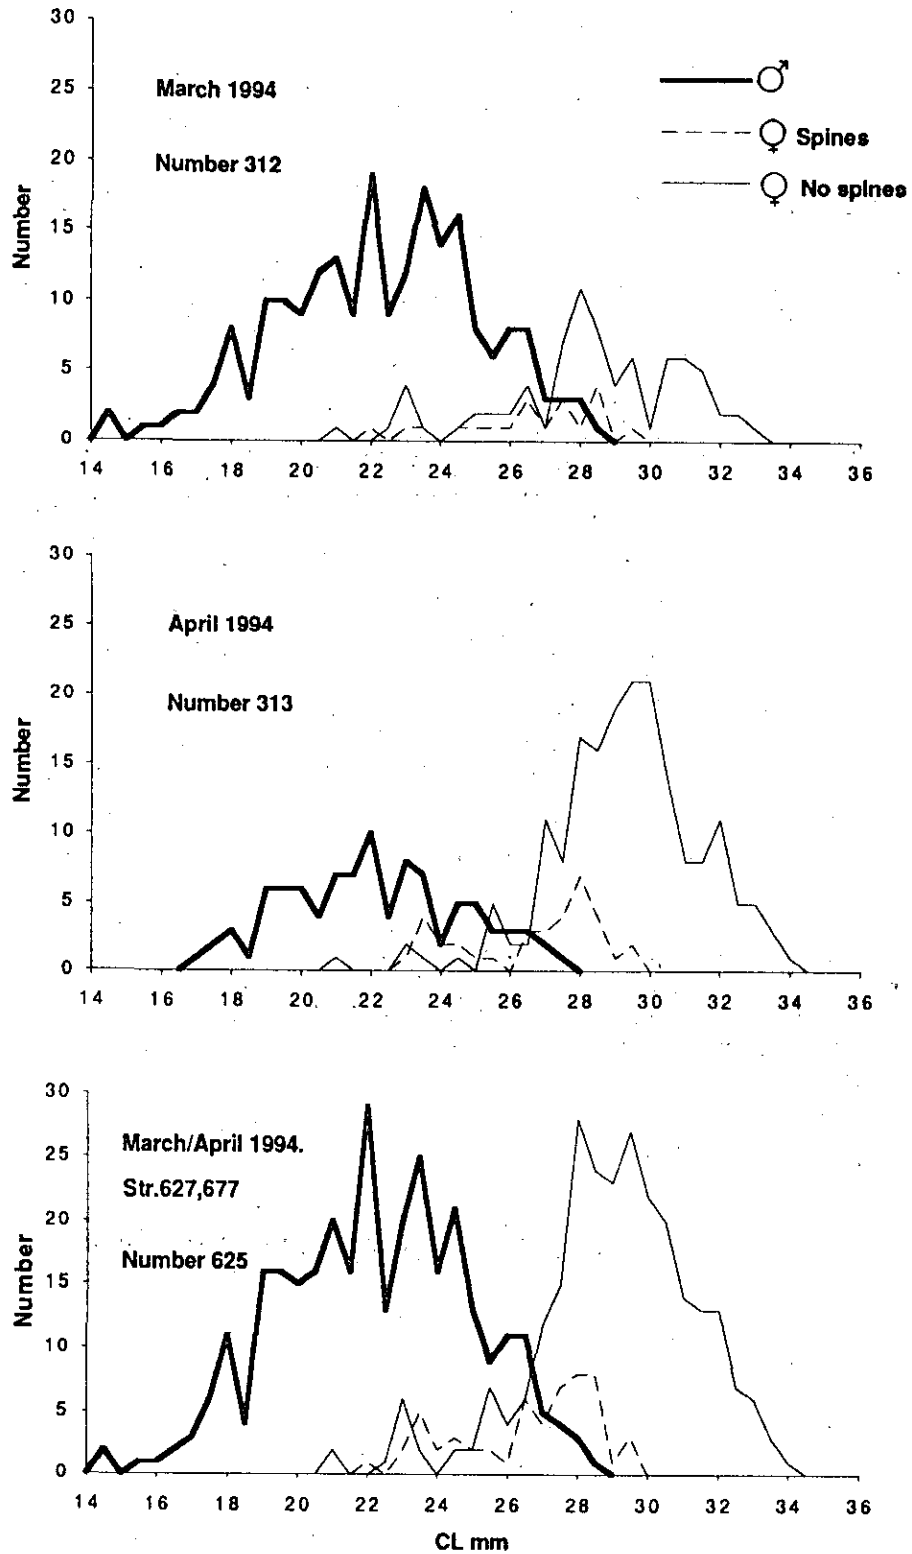 30
25
20
15
10
5
0
Number
March 1994
Number 312
♂
♀ Spines
♀ No spines
14 16 18 20 22 24 26 28 30 32 34 36
30
25
20
15
10
5
0
Number
April 1994
Number 313
14 16 18 20 22 24 26 28 30 32 34 36
30
25
20
15
10
5
0
Number
March/April 1994.
Str.627,677
Number 625
14 16 18 20 22 24 26 28 30 32 34 36
CL mm